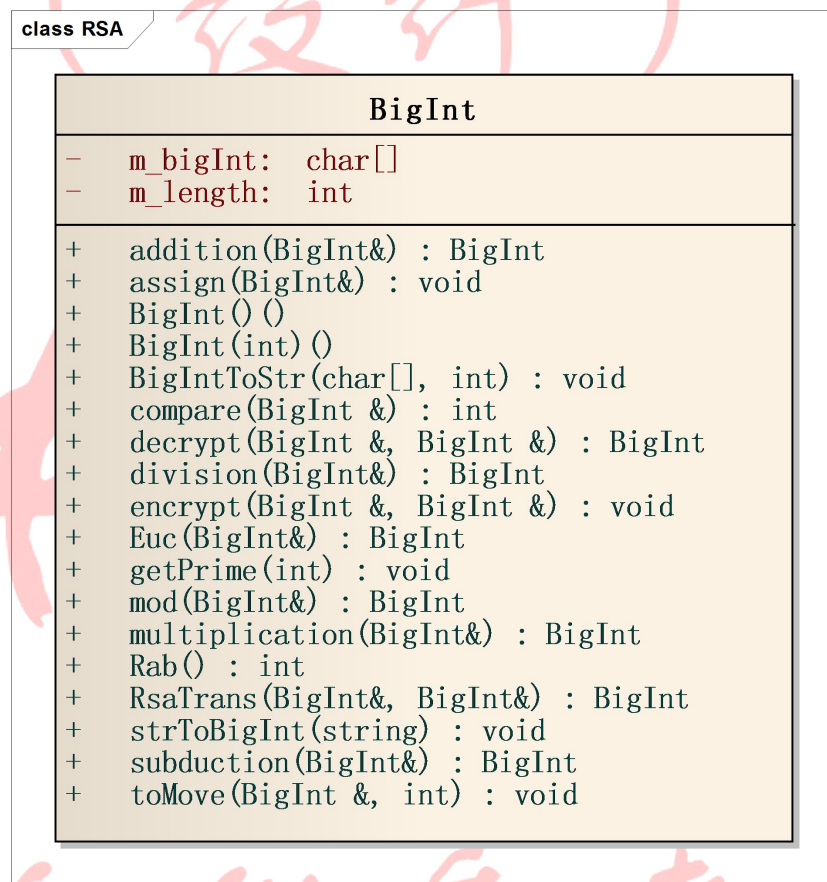 class RSA
BigInt
- m_bigInt: char[]
- m_length: int
+ addition(BigInt&) : BigInt
+ assign(BigInt&) : void
+ BigInt()()
+ BigInt(int)()
+ BigIntToStr(char[], int) : void
+ compare(BigInt &) : int
+ decrypt(BigInt &, BigInt &) : BigInt
+ division(BigInt&) : BigInt
+ encrypt(BigInt &, BigInt &) : void
+ Euc(BigInt&) : BigInt
+ getPrime(int) : void
+ mod(BigInt&) : BigInt
+ multiplication(BigInt&) : BigInt
+ Rab() : int
+ RsaTrans(BigInt&, BigInt&) : BigInt
+ strToBigInt(string) : void
+ subduction(BigInt&) : BigInt
+ toMove(BigInt &, int) : void